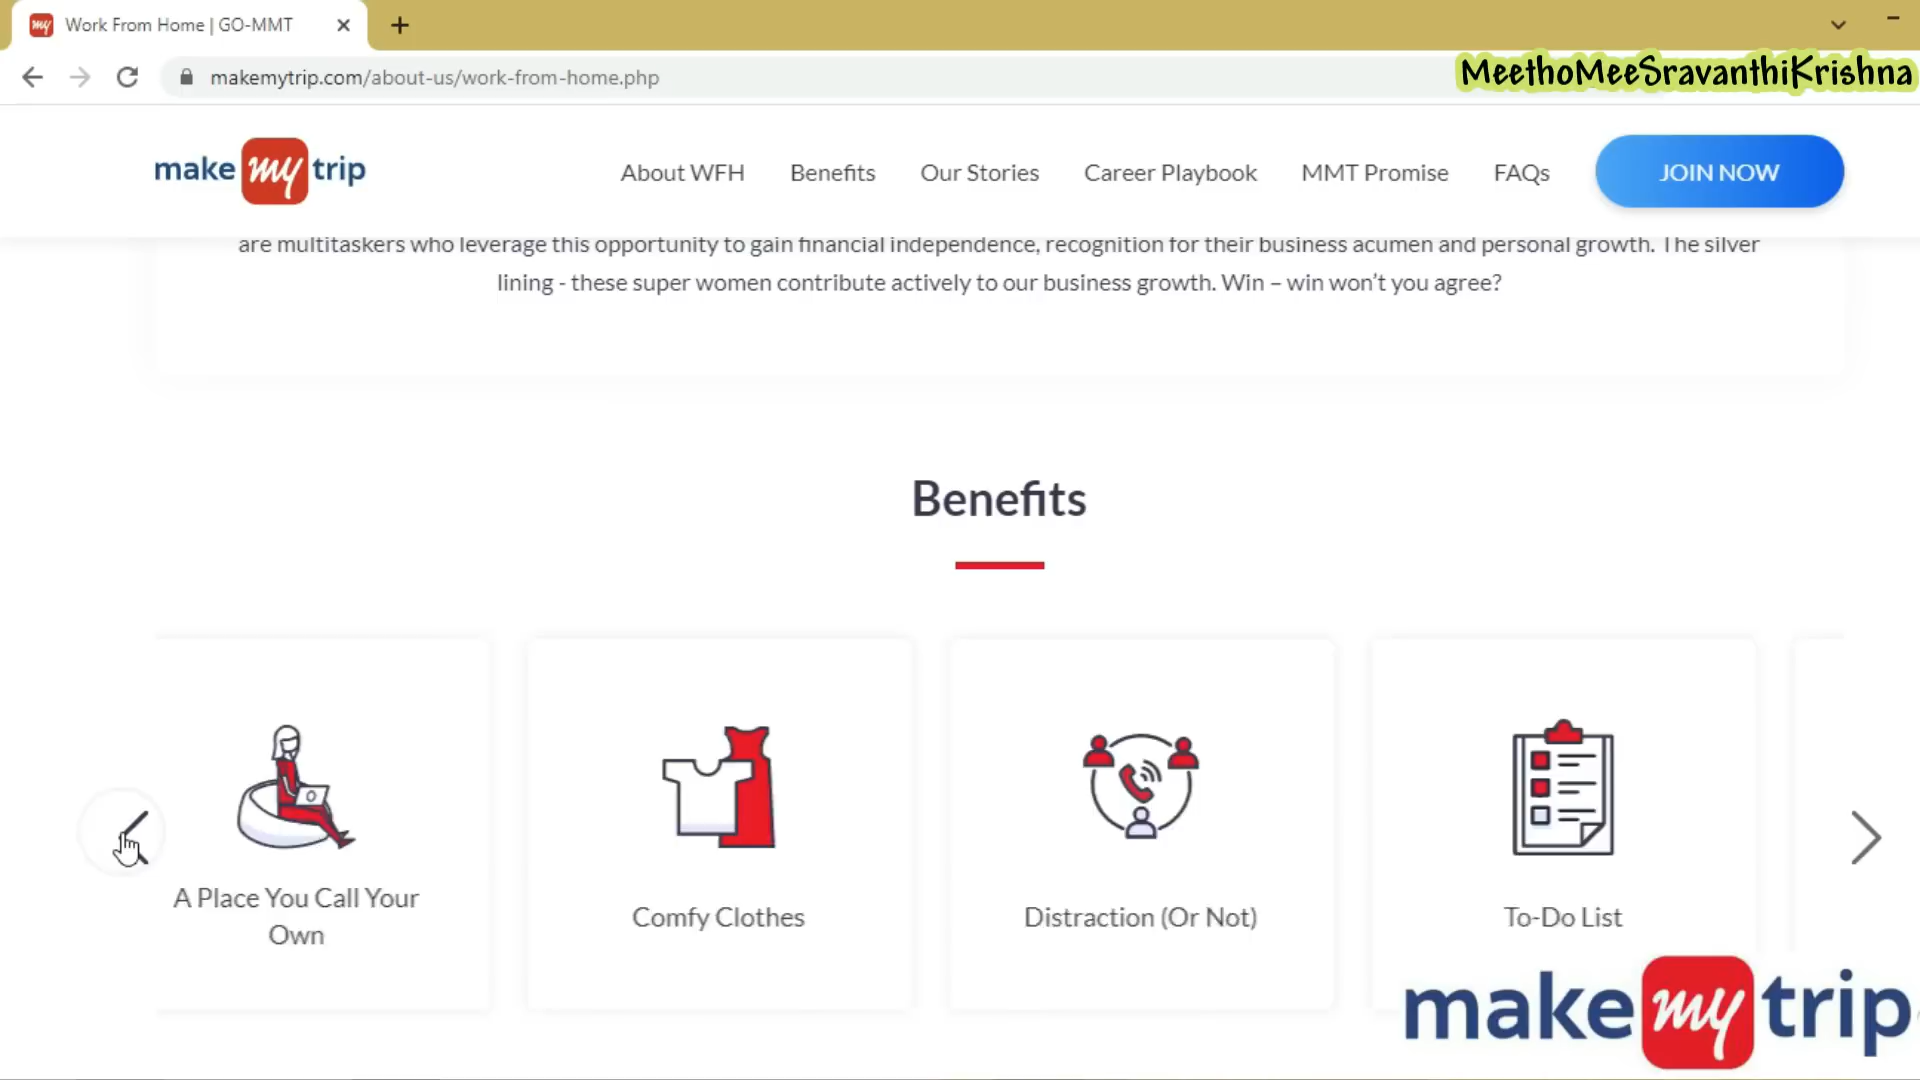 my Work From Home | GO-MMT
makemytrip.com/about-us/work-from-home.php
MeethoMeeSravanthiKrishna
make my trip
About WFH
Benefits
Our Stories
Career Playbook
MMT Promise
FAQs
JOIN NOW
are multitaskers who leverage this opportunity to gain financial independence, recognition for their business acumen and personal growth. The silver
lining - these super women contribute actively to our business growth. Win – win won't you agree?
Benefits
A Place You Call Your
Own
Comfy Clothes
Distraction (Or Not)
To-Do List
make my trip